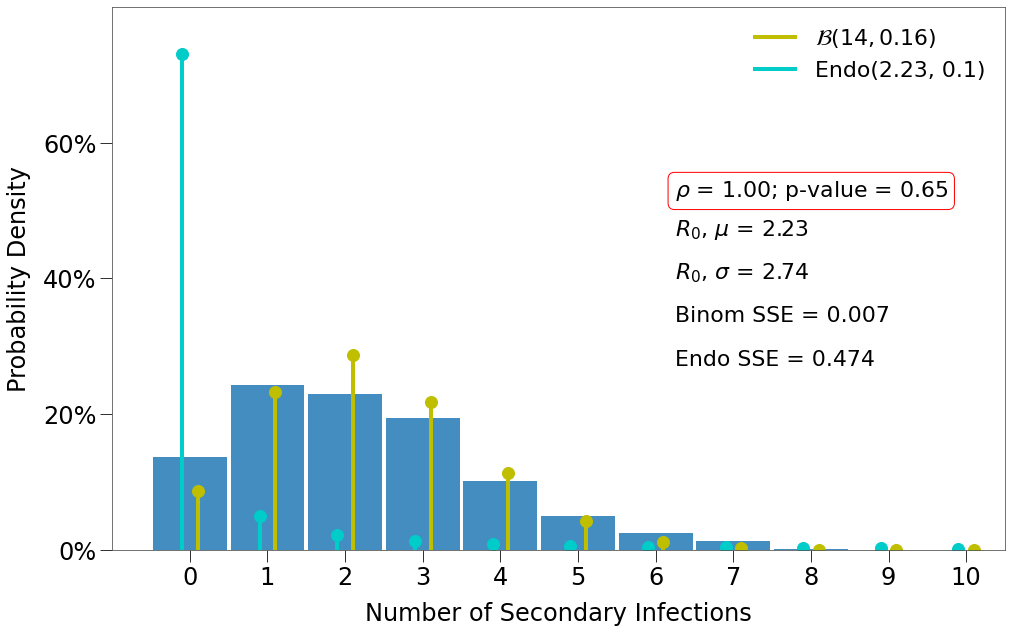 𝓑(14, 0.16)
Endo(2.23, 0.1)
ρ = 1.00; p-value = 0.65
R₀, μ = 2.23
R₀, σ = 2.74
Binom SSE = 0.007
Endo SSE = 0.474
Probability Density
60%
40%
20%
0%
0 1 2 3 4 5 6 7 8 9 10
Number of Secondary Infections